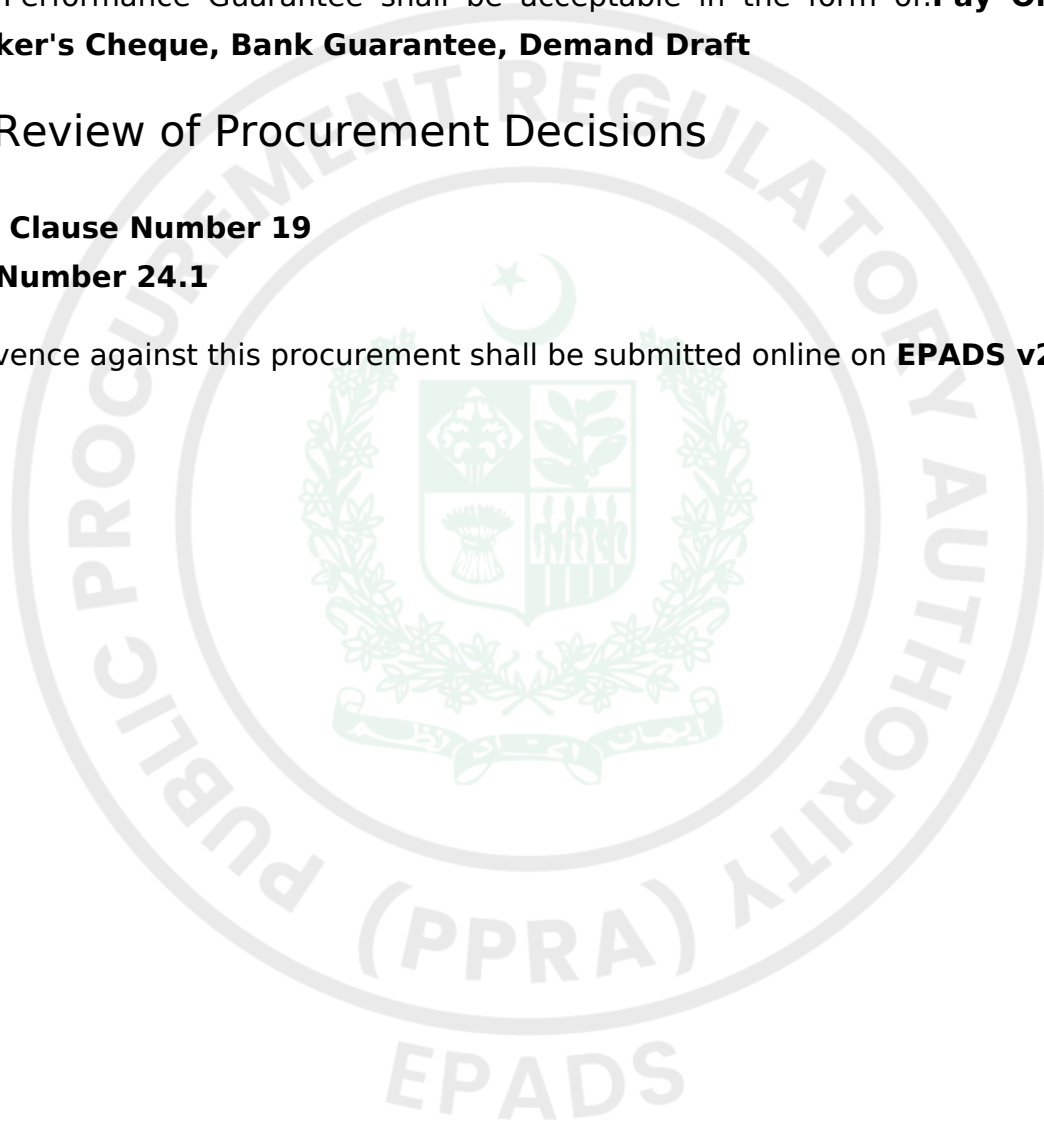 Performance Guarantee shall be acceptable in the form of:Pay Or
ker's Cheque, Bank Guarantee, Demand Draft
Review of Procurement Decisions
Clause Number 19
Number 24.1
vence against this procurement shall be submitted online on EPADS v2
PUBLIC PROCUREMENT REGULATORY AUTHORITY
(PPRA)
EPADS